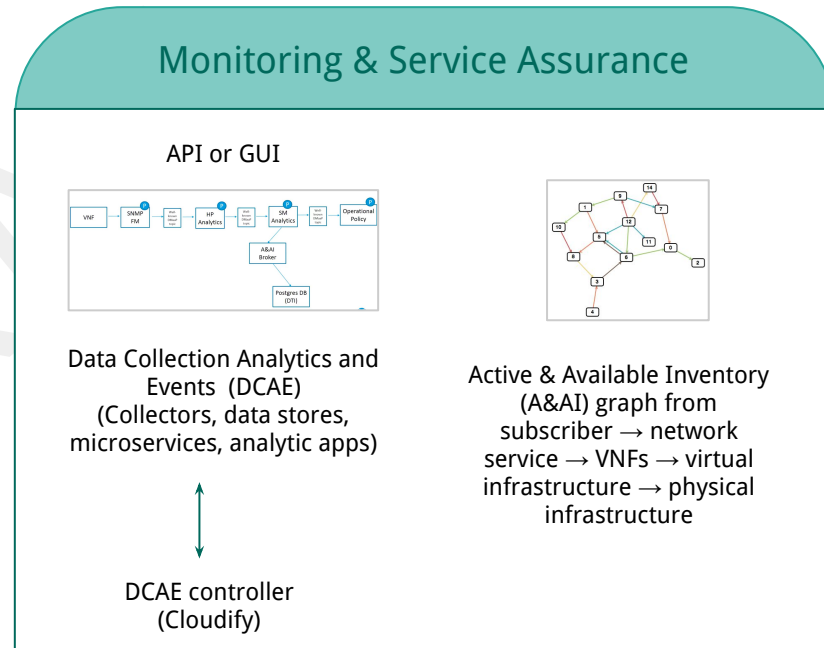 Monitoring & Service Assurance
API or GUI
P
P
P
P
VNF
SNMP
FM
HP
Analytics
SM
Analytics
Operational
Policy
A&AI
Broker
Postgres DB
(DTI)
14
9
1
7
12
10
5
11
0
8
6
2
3
4
Data Collection Analytics and
Events (DCAE)
(Collectors, data stores,
microservices, analytic apps)
DCAE controller
(Cloudify)
Active & Available Inventory
(A&AI) graph from
subscriber → network
service → VNFs → virtual
infrastructure → physical
infrastructure